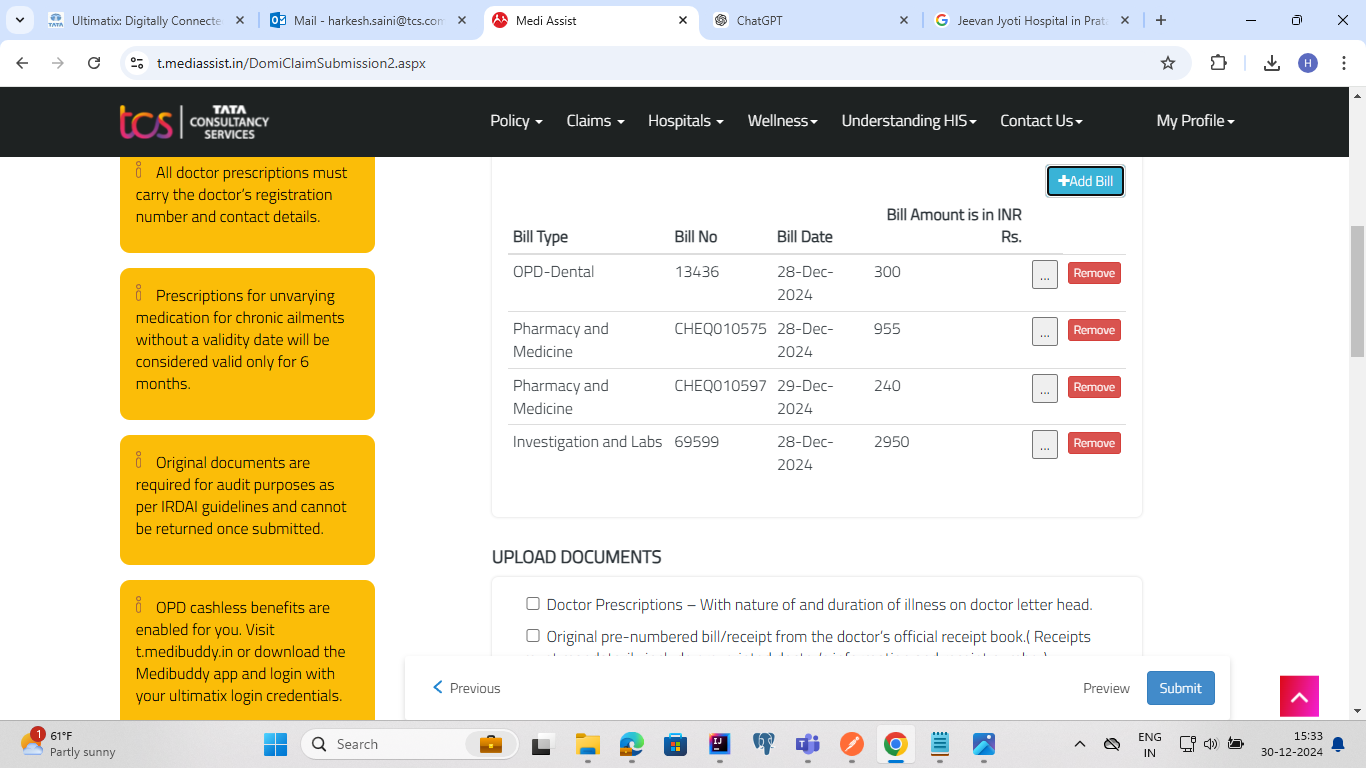 Ultimatix: Digitally Connecte
Mail - harkesh.saini@tcs.com
Medi Assist
ChatGPT
Jeevan Jyoti Hospital in Prata
t.mediassist.in/DomiClaimSubmission2.aspx
H
tcs | TATA CONSULTANCY SERVICES
Policy
Claims
Hospitals
Wellness
Understanding HIS
Contact Us
My Profile
All doctor prescriptions must
carry the doctor's registration
number and contact details.
Prescriptions for unvarying
medication for chronic ailments
without a validity date will be
considered valid only for 6
months.
Original documents are
required for audit purposes as
per IRDAI guidelines and cannot
be returned once submitted.
OPD cashless benefits are
enabled for you. Visit
t.medibuddy.in or download the
Medibuddy app and login with
your ultimatix login credentials.
+Add Bill
Bill Type Bill No Bill Date Bill Amount is in INR Rs.
OPD-Dental 13436 28-Dec-2024 300 ... Remove
Pharmacy and Medicine CHEQ010575 28-Dec-2024 955 ... Remove
Pharmacy and Medicine CHEQ010597 29-Dec-2024 240 ... Remove
Investigation and Labs 69599 28-Dec-2024 2950 ... Remove
UPLOAD DOCUMENTS
Doctor Prescriptions – With nature of and duration of illness on doctor letter head.
Original pre-numbered bill/receipt from the doctor's official receipt book.( Receipts
Previous
Preview
Submit
1
61°F
Partly sunny
Search
ENG
IN
15:33
30-12-2024